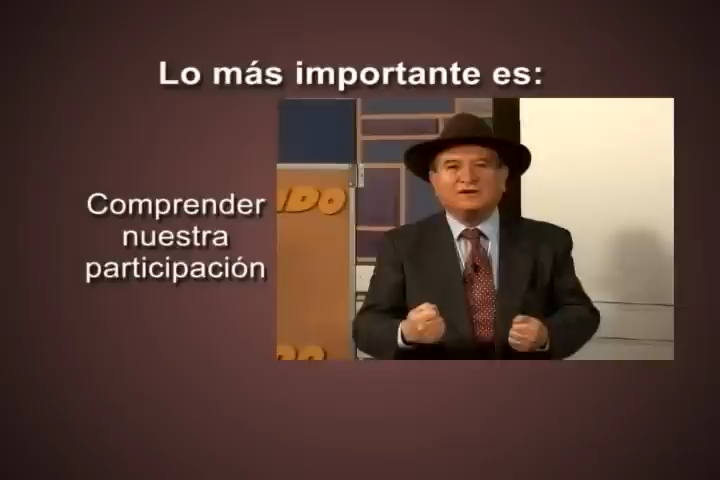 Lo más importante es:
Comprender
nuestra
participación